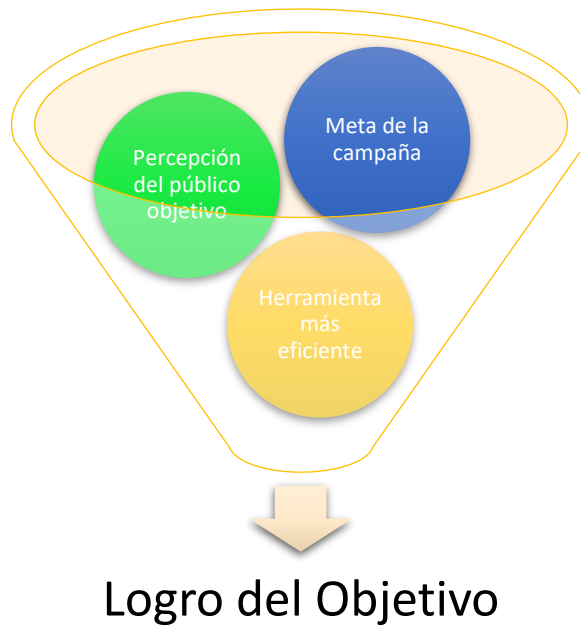 Meta de la
campaña
Percepción
del público
objetivo
Herramienta
más
eficiente
Logro del Objetivo